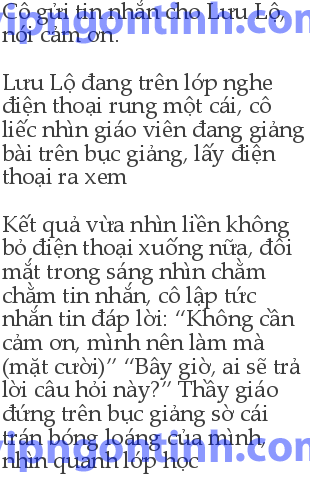 Cô gửi tin nhắn cho Lưu Lộ,
nói cảm ơn.
Lưu Lộ đang trên lớp nghe
điện thoại rung một cái, cô
liếc nhìn giáo viên đang giảng
bài trên bục giảng, lấy điện
thoại ra xem
Kết quả vừa nhìn liền không
bỏ điện thoại xuống nữa, đôi
mắt trong sáng nhìn chằm
chằm tin nhắn, cô lập tức
nhắn tin đáp lời: “Không cần
cảm ơn, mình nên làm mà
(mặt cười)” “Bây giờ, ai sẽ trả
lời câu hỏi này?” Thầy giáo
đứng trên bục giảng sờ cái
trán bóng loáng của mình,
nhìn quanh lớp học
vipngontinh.com
vipngontinh.com